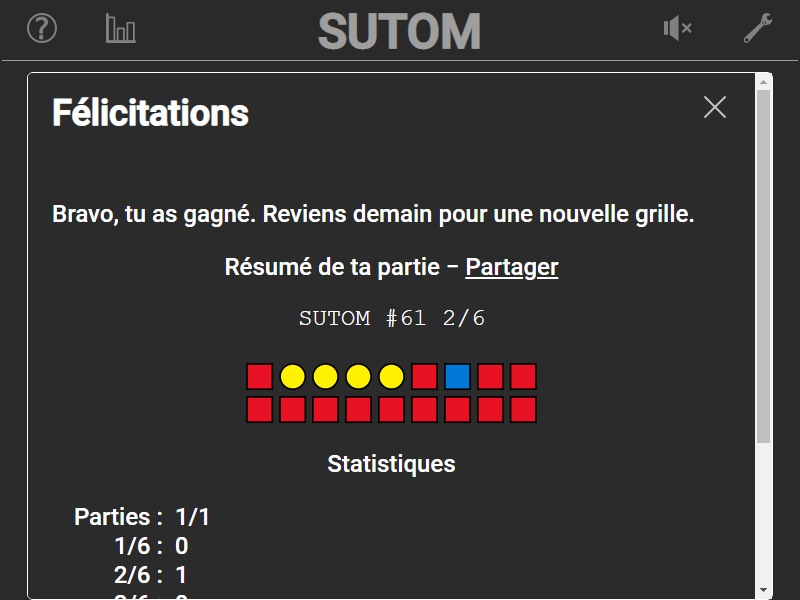 SUTOM
Félicitations
Bravo, tu as gagné. Reviens demain pour une nouvelle grille.
Résumé de ta partie – Partager
SUTOM #61 2/6
Statistiques
Parties : 1/1
1/6 : 0
2/6 : 1